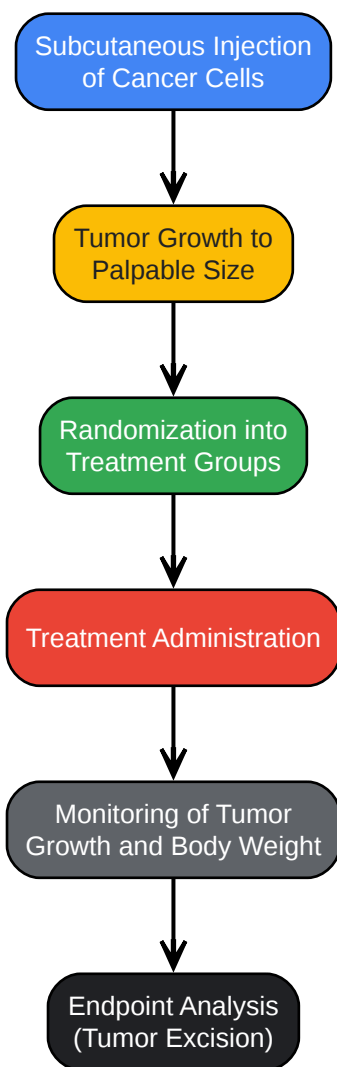 Subcutaneous Injection
of Cancer Cells
Tumor Growth to
Palpable Size
Randomization into
Treatment Groups
Treatment Administration
Monitoring of Tumor
Growth and Body Weight
Endpoint Analysis
(Tumor Excision)